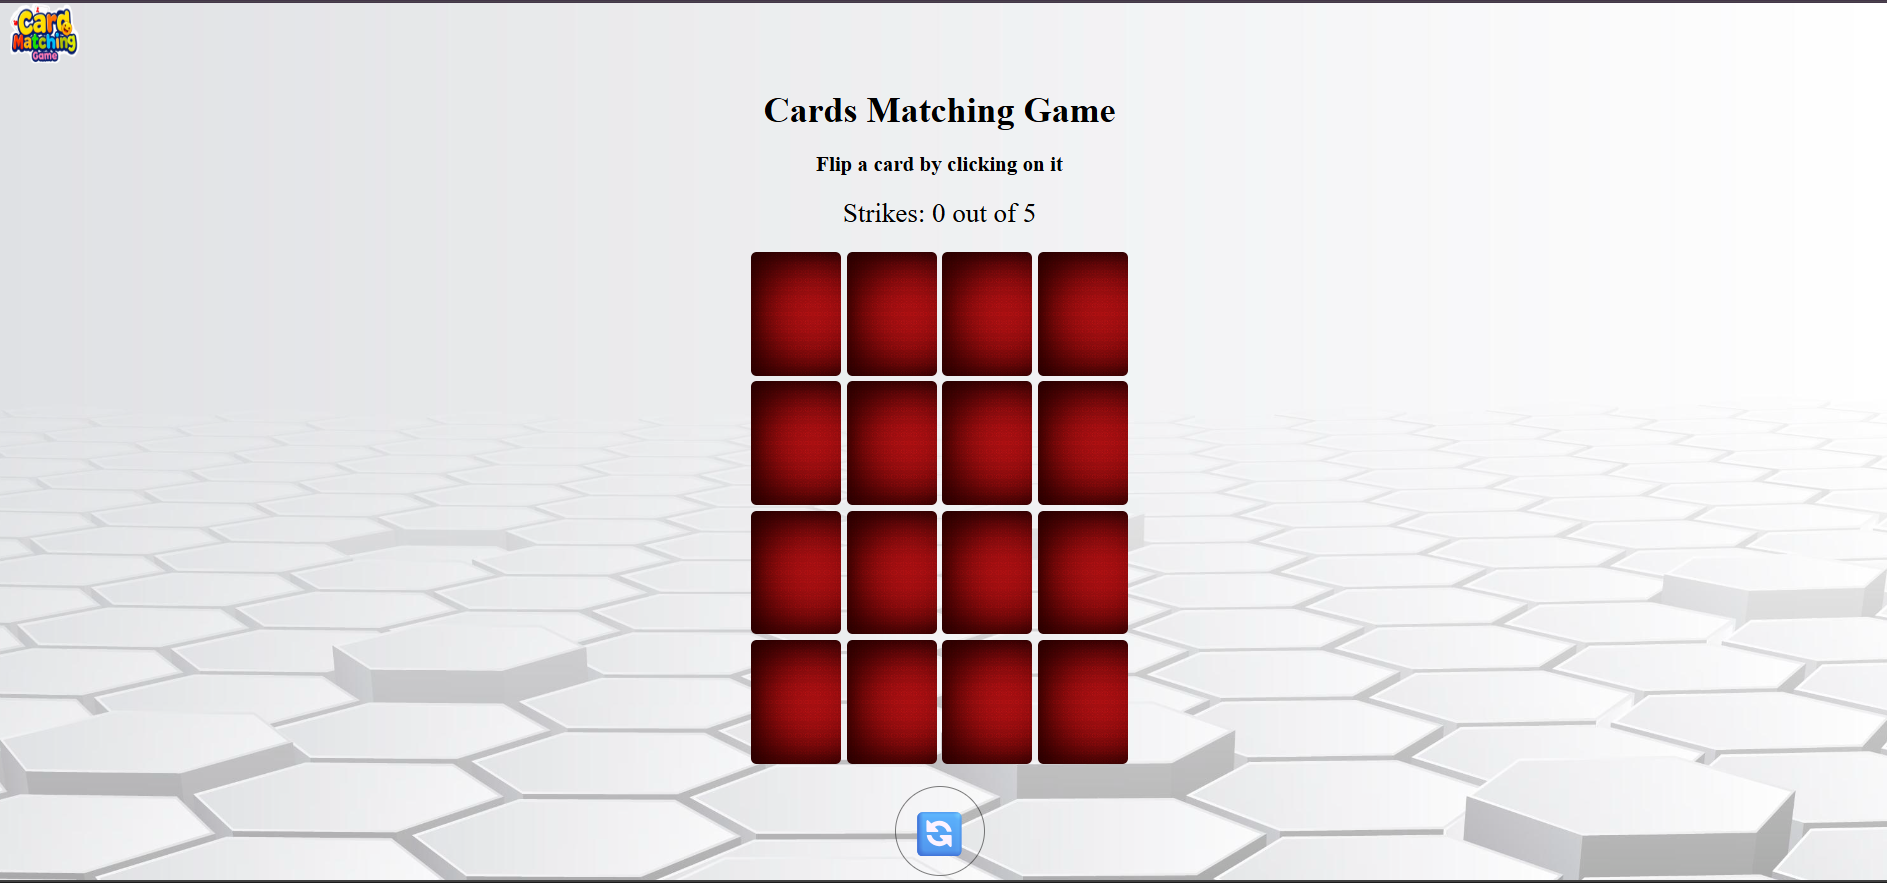 Card
Matching
Game
Cards Matching Game
Flip a card by clicking on it
Strikes: 0 out of 5